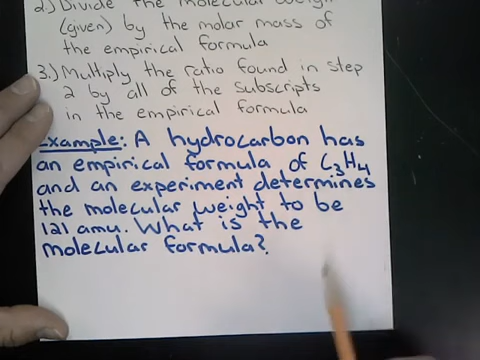 2.) Divide the molecular weight
(given) by the molar mass of
the empirical formula
3.) Multiply the ratio found in step
2 by all of the subscripts
in the empirical formula
Example: A hydrocarbon has
an empirical formula of C₃H₄
and an experiment determines
the molecular weight to be
121 amu. What is the
molecular formula?